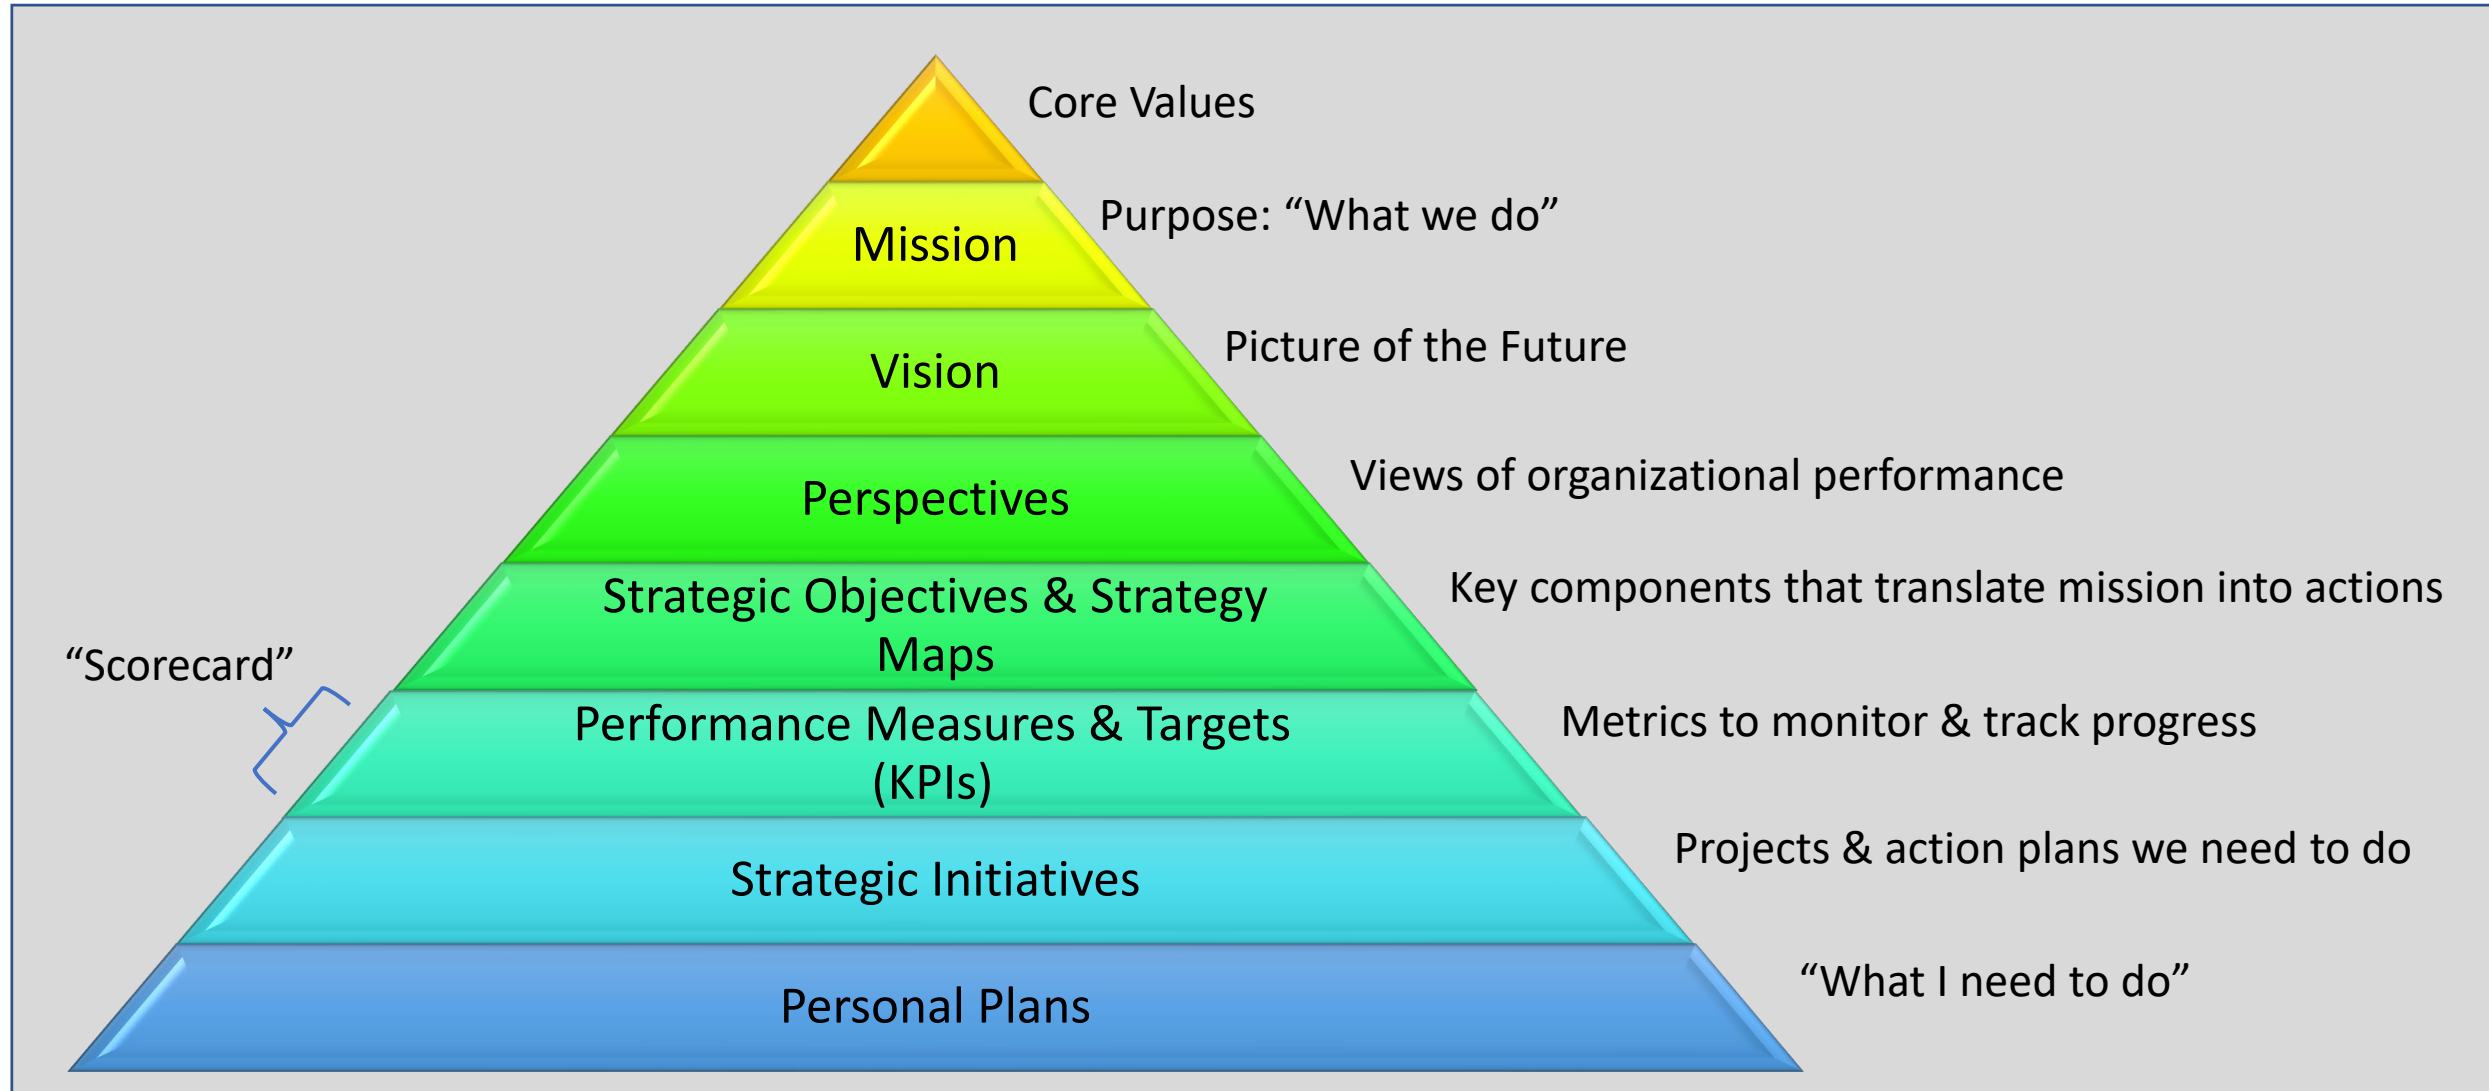 Core Values
Purpose: “What we do”
Mission
Picture of the Future
Vision
Views of organizational performance
Perspectives
Key components that translate mission into actions
Strategic Objectives & Strategy
Maps
“Scorecard”
Metrics to monitor & track progress
Performance Measures & Targets
(KPIs)
Projects & action plans we need to do
Strategic Initiatives
“What I need to do”
Personal Plans